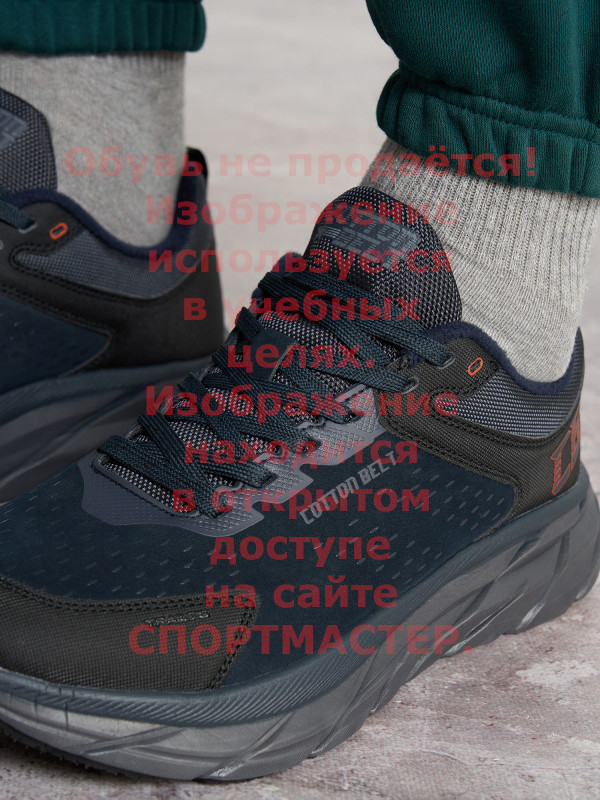 Обувь не продаётся!
Изображение
используется
в учебных
целях.
Изображение
находится
в открытом
доступе
на сайте
СПОРТМАСТЕР.
COTTON BELT